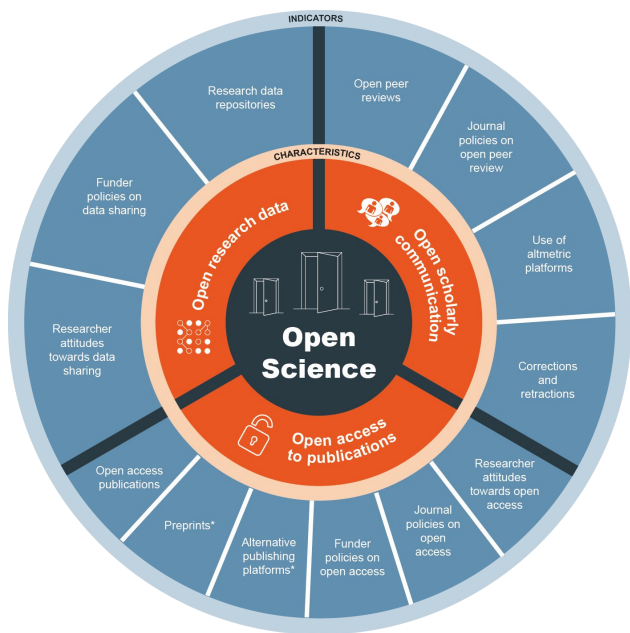 INDICATORS
Research data
repositories
Open peer
reviews
Journal
policies on
open peer
review
Funder
policies on
data sharing
CHARACTERISTICS
Open research data
Open scholarly
communication
Use of
altmetric
platforms
Researcher
attitudes
towards data
sharing
Open
Science
Corrections
and
retractions
Open access
to publications
Open access
publications
Preprints*
Alternative
publishing
platforms*
Funder
policies on
open access
Journal
policies on
open
access
Researcher
attitudes
towards open
access